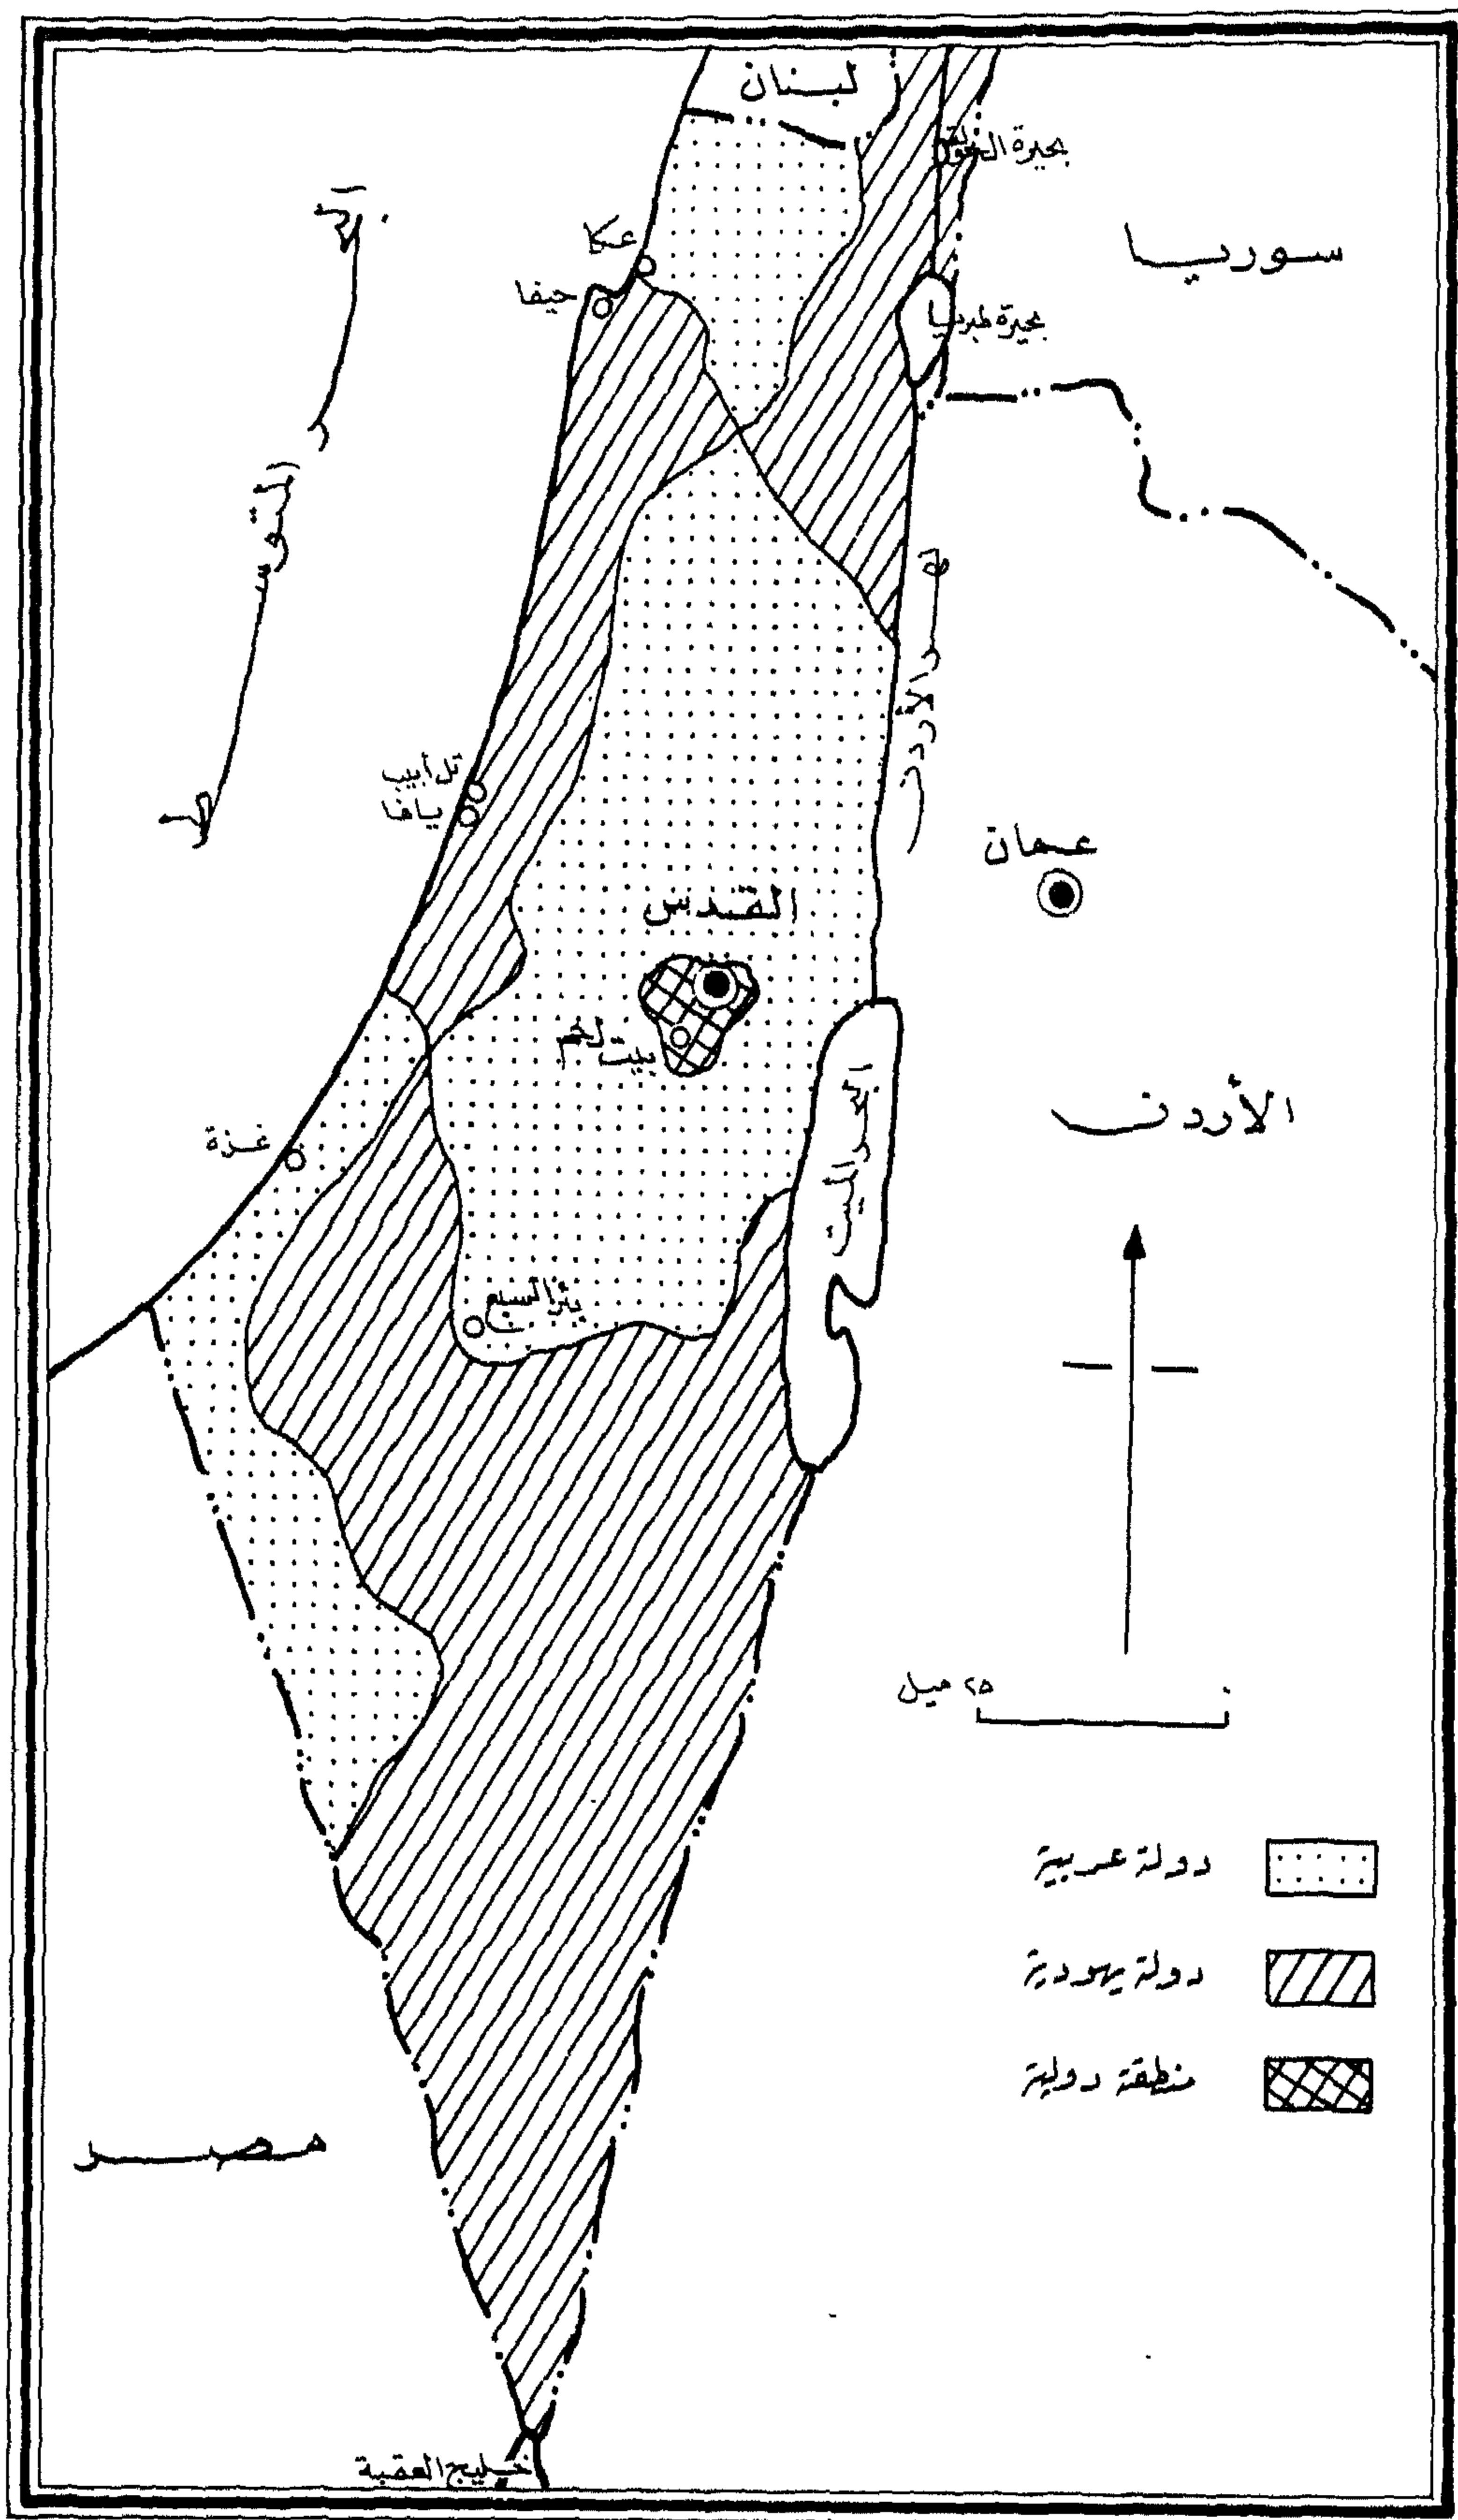 لبنان
بحيرة الحولة
سوريا
عكا
حيفا
بحيرة طبريا
البحر المتوسط
نهر الأردن
تل أبيب
يافا
عمان
القدس
بيت لحم
البحر الميت
الأردن
غزة
بئر السبع
٢٥ ميل
دولة عربية
دولة يهودية
منطقة دولية
مصر
خليج العقبة